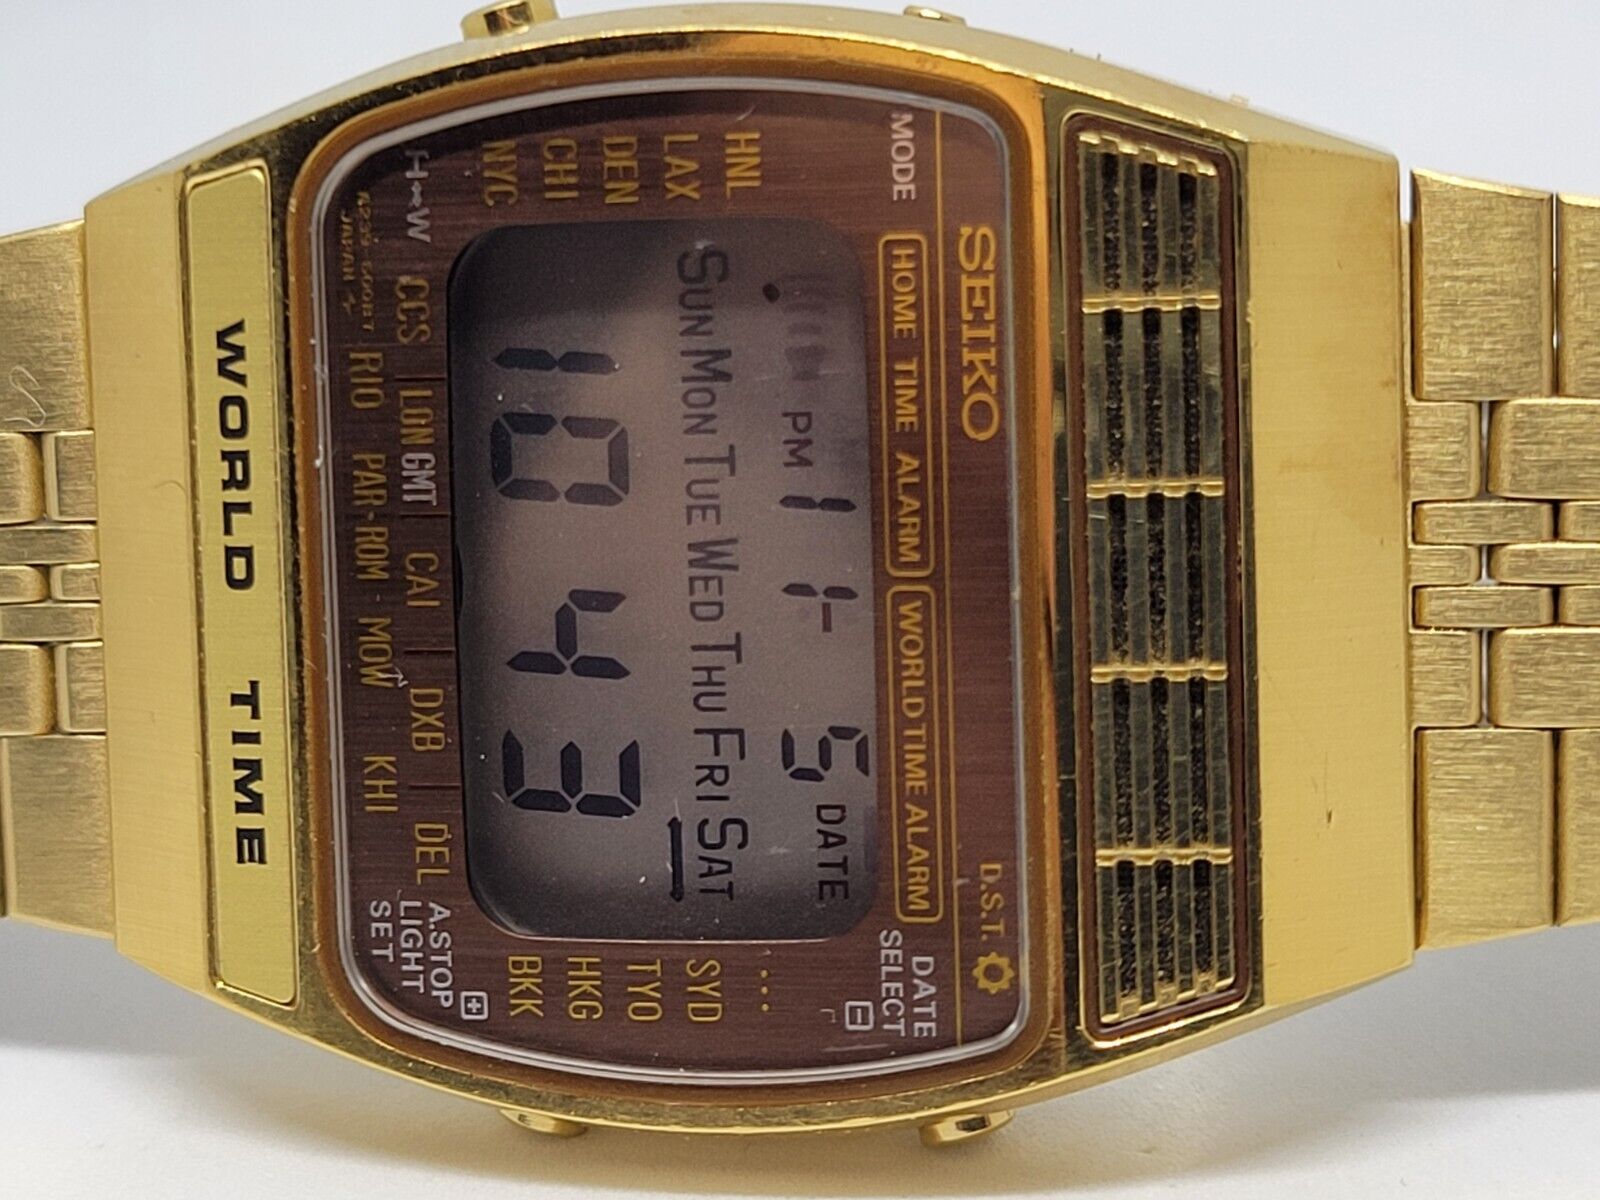 SEIKO D.S.T.
MODE HOME TIME ALARM WORLD TIME ALARM DATE
SELECT
PM 11-5 DATE
HNL ...
SUN MON TUE WED THU FRI SAT
LAX SYD
DEN TYO
10 43
CHI HKG
NYC BKK
H↔W CCS LON GMT CAI DXB DEL A.STOP
RIO PAR·ROM · MOW KHI LIGHT
JAPAN SET
WORLD TIME